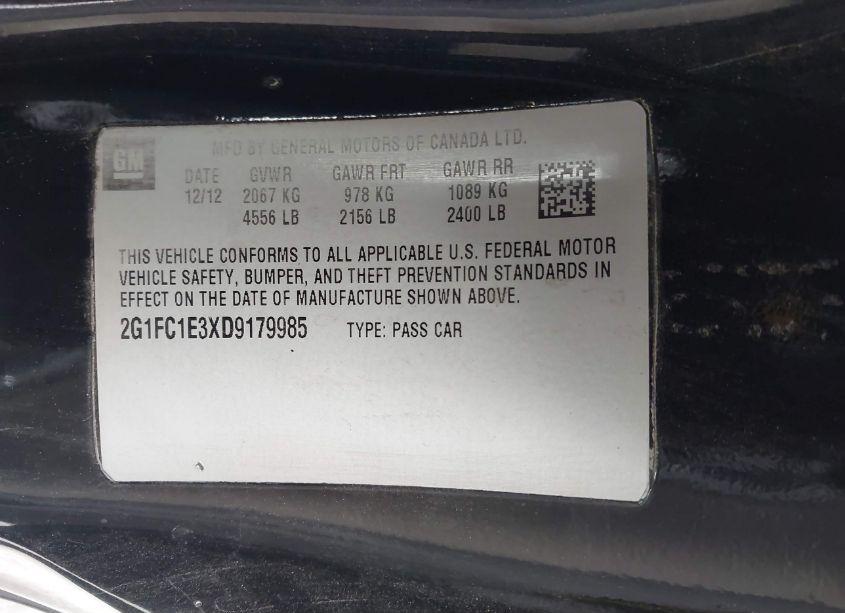 GM
MFD BY GENERAL MOTORS OF CANADA LTD.
DATE GVWR GAWR FRT GAWR RR
12/12 2067 KG 978 KG 1089 KG
4556 LB 2156 LB 2400 LB
THIS VEHICLE CONFORMS TO ALL APPLICABLE U.S. FEDERAL MOTOR
VEHICLE SAFETY, BUMPER, AND THEFT PREVENTION STANDARDS IN
EFFECT ON THE DATE OF MANUFACTURE SHOWN ABOVE.
2G1FC1E3XD9179985 TYPE: PASS CAR